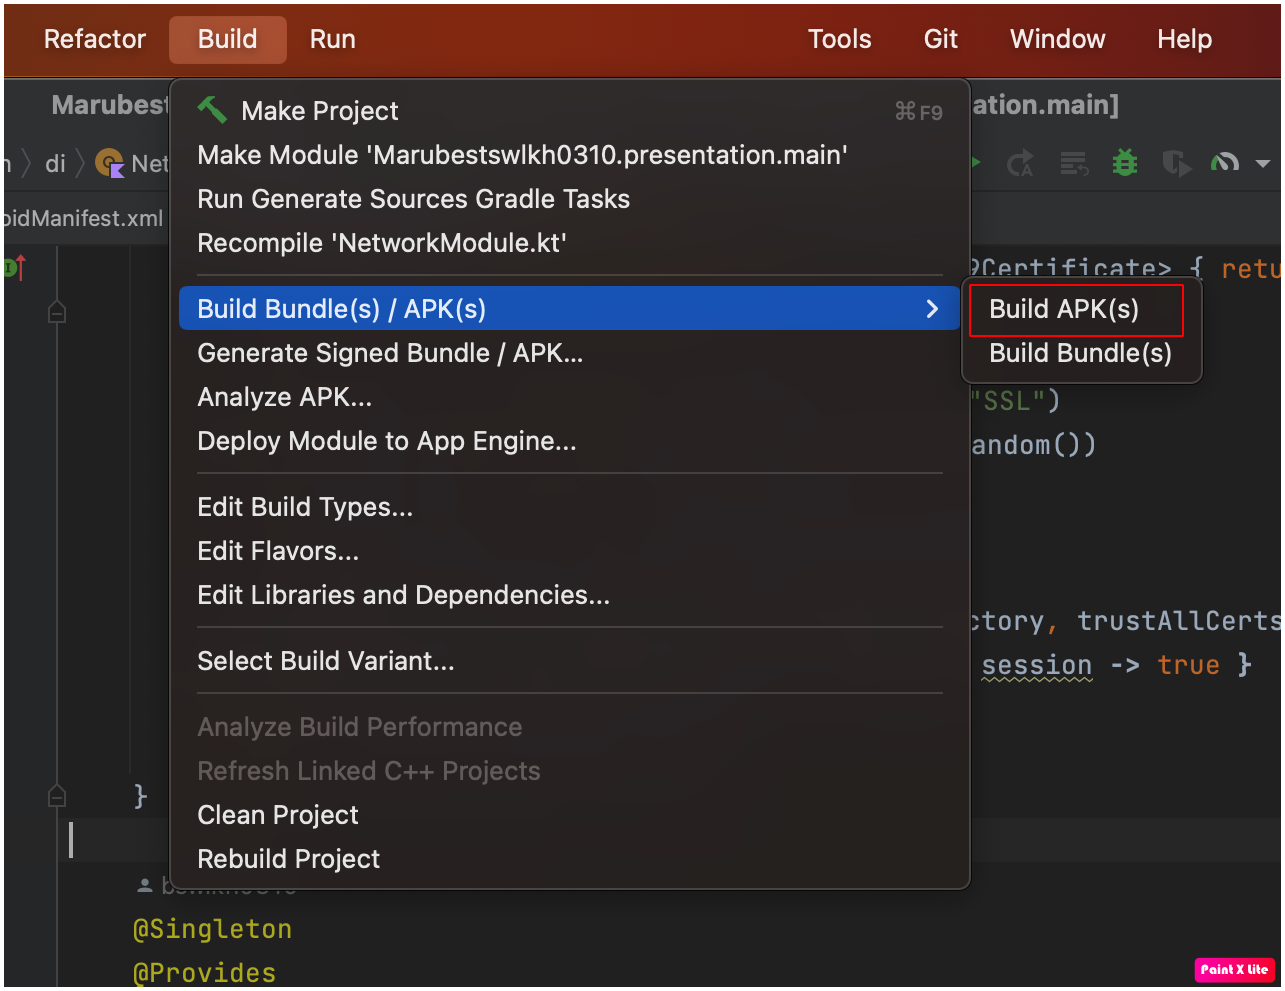 Refactor Build Run Tools Git Window Help
Marubest ation.main]
Make Project ⌘F9
Make Module 'Marubestswlkh0310.presentation.main'
di Net
Run Generate Sources Gradle Tasks
oidManifest.xml
Recompile 'NetworkModule.kt'
Certificate> { retu
Build Bundle(s) / APK(s)
Build APK(s)
Generate Signed Bundle / APK...
Build Bundle(s)
Analyze APK...
"SSL")
Deploy Module to App Engine...
andom())
Edit Build Types...
Edit Flavors...
Edit Libraries and Dependencies...
ctory, trustAllCerts
Select Build Variant...
session -> true }
Analyze Build Performance
Refresh Linked C++ Projects
}
Clean Project
Rebuild Project
@Singleton
@Provides
Paint X Lite